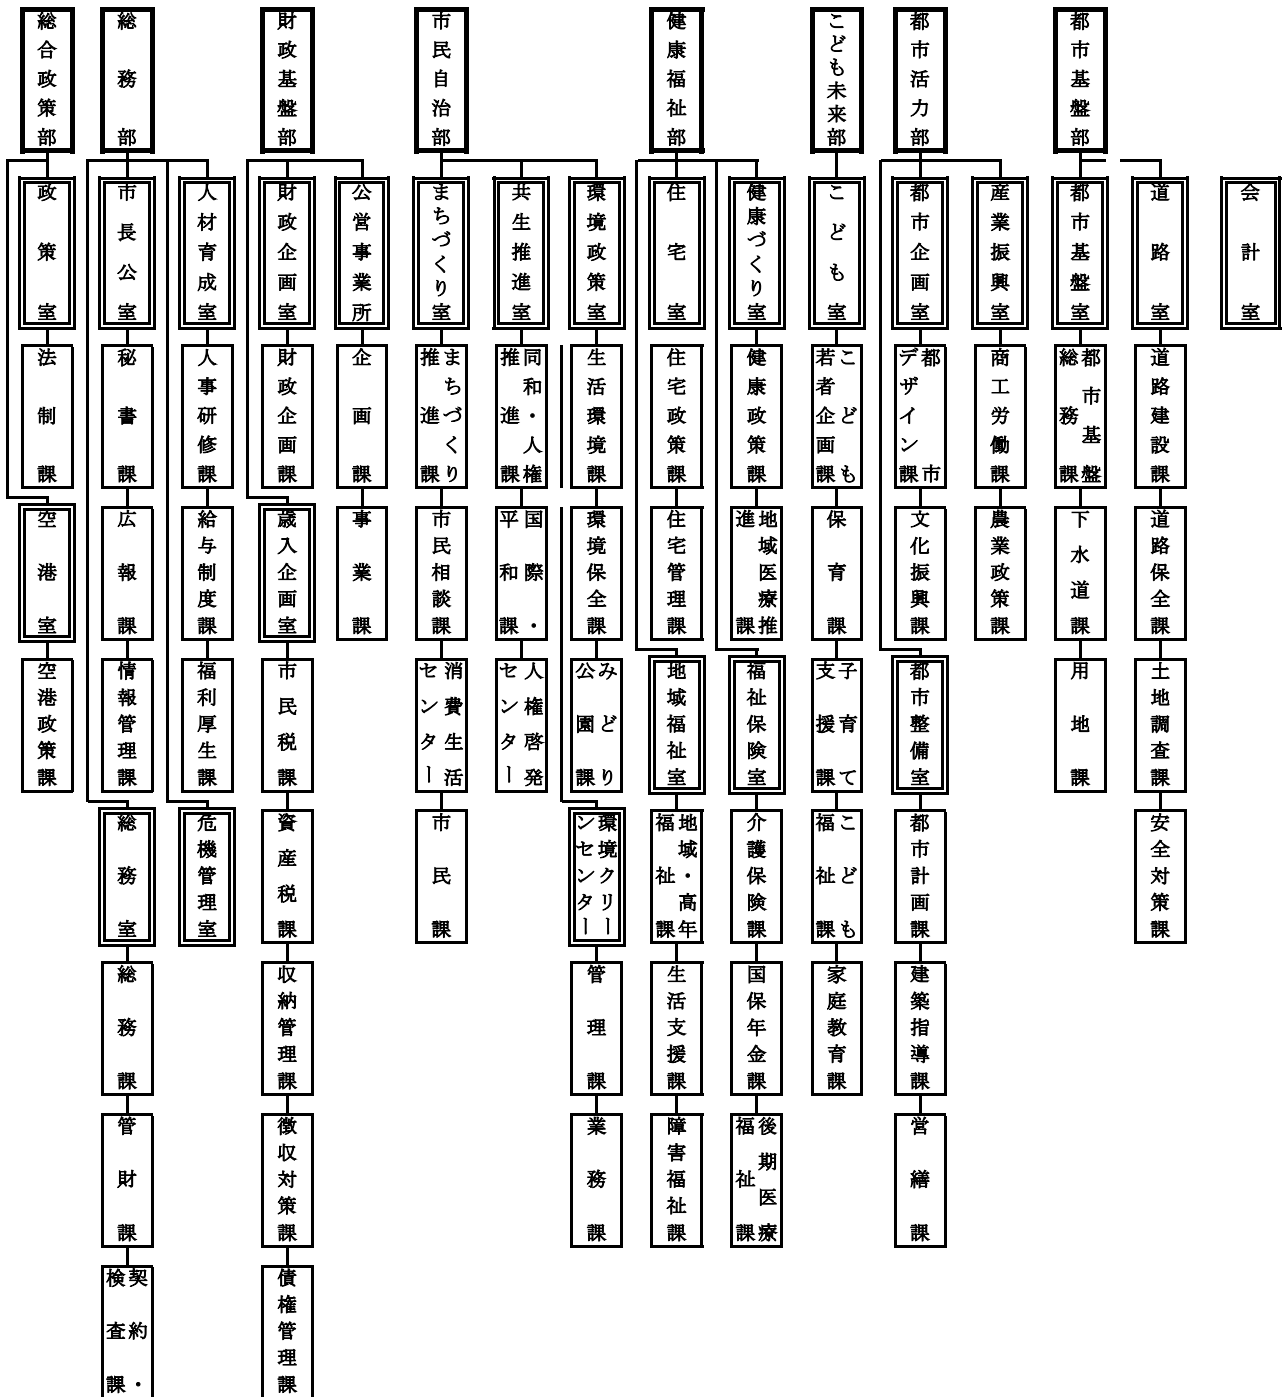 総合政策部
政策室
法制課
空港室
空港政策課
総務部
市長公室
秘書課
広報課
情報管理課
総務室
総務課
管財課
契約・
検査課
人材育成室
人事研修課
給与制度課
福利厚生課
危機管理室
財政基盤部
財政企画室
財政企画課
歳入企画室
市民税課
資産税課
収納管理課
徴収対策課
債権管理課
公営事業所
企画課
事業課
市民自治部
まちづくり室
まちづくり
推進課
市民相談課
消費生活
センター
市民課
共生推進室
同和・人権
推進課
国際・
平和課
人権啓発
センター
環境政策室
生活環境課
環境保全課
みどり
公園課
環境クリー
ンセンター
管理課
業務課
健康福祉部
住宅室
住宅政策課
住宅管理課
地域福祉室
地域・高年
福祉課
生活支援課
障害福祉課
健康づくり室
健康政策課
地域医療推
進課
福祉保険室
介護保険課
国保年金課
後期医療
福祉課
こども未来部
こども室
こども
若者企画課
保育課
子育て
支援課
こども
福祉課
家庭教育課
都市活力部
都市企画室
都市
デザイン課
文化振興課
都市整備室
都市計画課
建築指導課
営繕課
産業振興室
商工労働課
農業政策課
都市基盤部
都市基盤室
都市基盤
総務課
下水道課
用地課
道路室
道路建設課
道路保全課
土地調査課
安全対策課
会計室